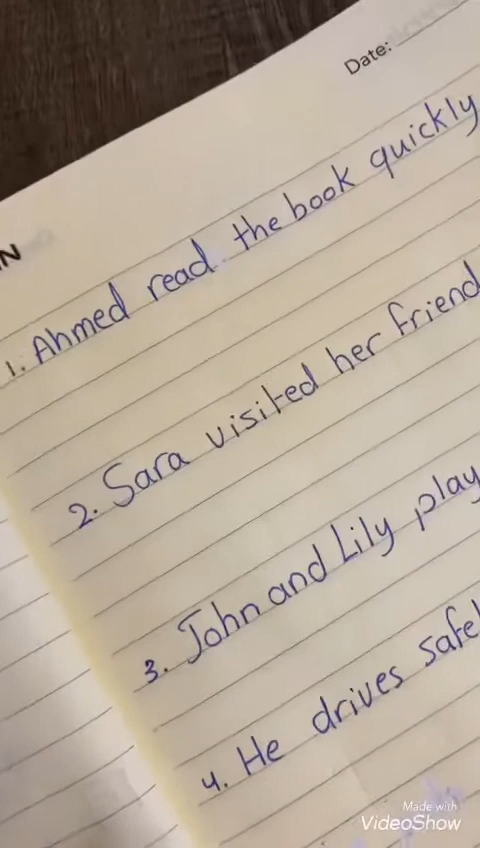 Date:
1. Ahmed read the book quickly
2. Sara visited her friend
3. John and Lily play
4. He drives
Made with
VideoShow